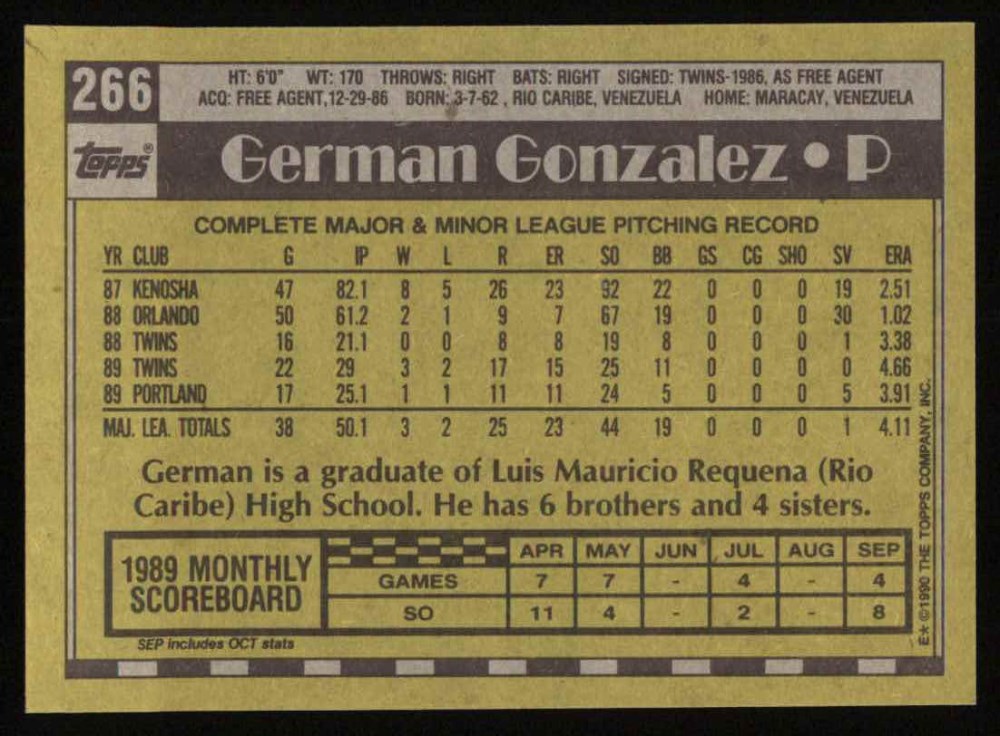 266
HT: 6'0" WT: 170 THROWS: RIGHT BATS: RIGHT SIGNED: TWINS-1986, AS FREE AGENT
ACQ: FREE AGENT,12-29-86 BORN: 3-7-62 , RIO CARIBE, VENEZUELA HOME: MARACAY, VENEZUELA
Topps®
German Gonzalez • P
COMPLETE MAJOR & MINOR LEAGUE PITCHING RECORD
YR CLUB G IP W L R ER SO BB GS CG SHO SV ERA
87 KENOSHA 47 82.1 8 5 26 23 92 22 0 0 0 19 2.51
88 ORLANDO 50 61.2 2 1 9 7 67 19 0 0 0 30 1.02
88 TWINS 16 21.1 0 0 8 8 19 8 0 0 0 1 3.38
89 TWINS 22 29 3 2 17 15 25 11 0 0 0 0 4.66
89 PORTLAND 17 25.1 1 1 11 11 24 5 0 0 0 5 3.91
MAJ. LEA. TOTALS 38 50.1 3 2 25 23 44 19 0 0 0 1 4.11
German is a graduate of Luis Mauricio Requena (Rio
Caribe) High School. He has 6 brothers and 4 sisters.
1989 MONTHLY
SCOREBOARD
APR MAY JUN JUL AUG SEP
GAMES 7 7 - 4 - 4
SO 11 4 - 2 - 8
SEP includes OCT stats
E* ©1990 THE TOPPS COMPANY, INC.